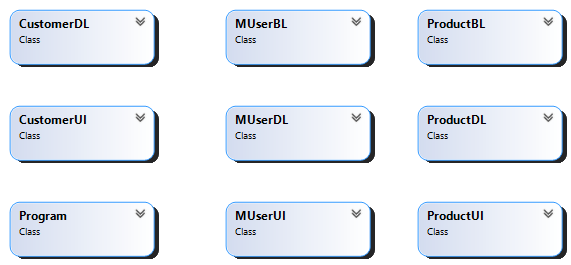 CustomerDL
Class
MUserBL
Class
ProductBL
Class
CustomerUI
Class
MUserDL
Class
ProductDL
Class
Program
Class
MUserUI
Class
ProductUI
Class